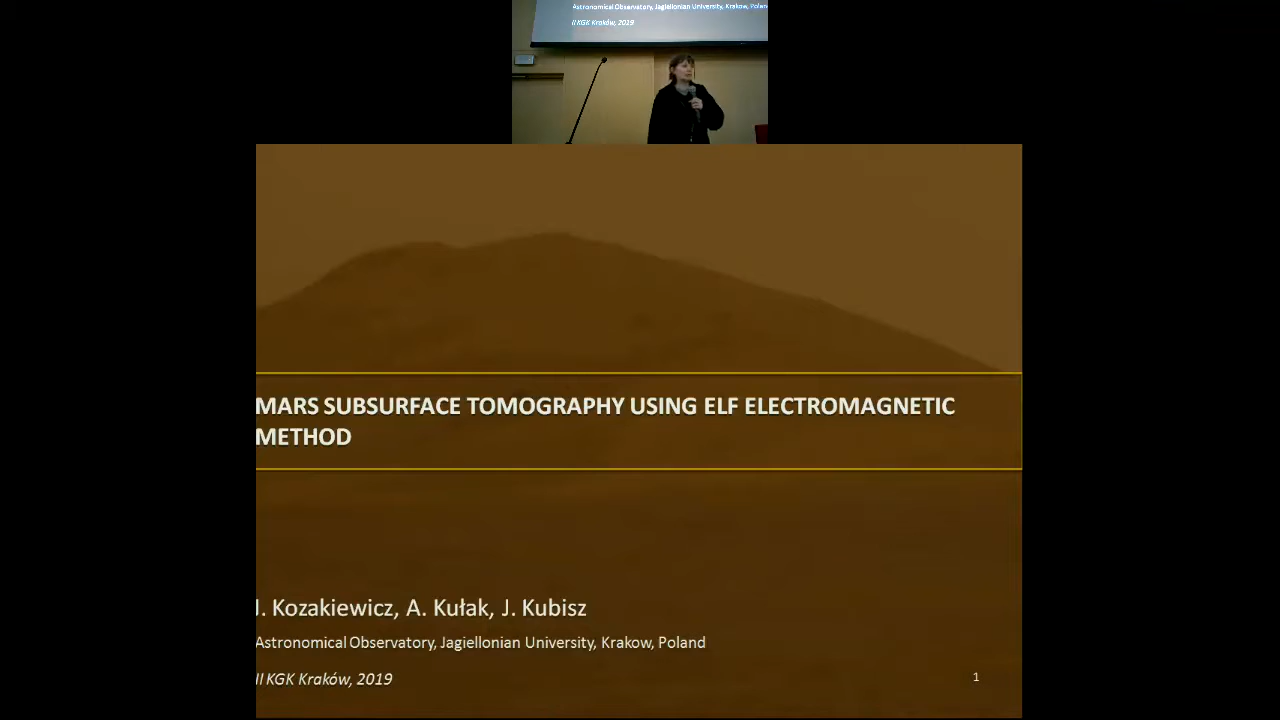 Astronomical Observatory, Jagiellonian University, Krakow, Polan
II KGK Kraków, 2019
MARS SUBSURFACE TOMOGRAPHY USING ELF ELECTROMAGNETIC
METHOD
J. Kozakiewicz, A. Kułak, J. Kubisz
Astronomical Observatory, Jagiellonian University, Krakow, Poland
II KGK Kraków, 2019
1